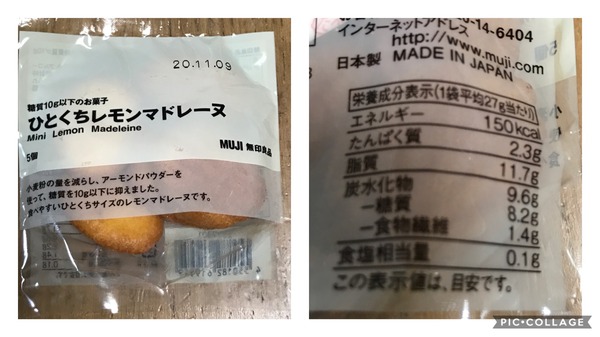 20.11.09
糖質10g以下のお菓子
ひとくちレモンマドレーヌ
Mini Lemon Madeleine
5個
MUJI 無印良品
小麦粉の量を減らし、アーモンドパウダーを
使って、糖質を10g以下に抑えました。
食べやすいひとくちサイズのレモンマドレーヌです。
-14-6404
インターネットアドレス
http://www.muji.com
日本製 MADE IN JAPAN
栄養成分表示(1袋平均27g当たり)
エネルギー 150kcal
たんぱく質 2.3g
脂質 11.7g
炭水化物 9.6g
−糖質 8.2g
−食物繊維 1.4g
食塩相当量 0.1g
この表示値は、目安です。
PIC•COLLAGE